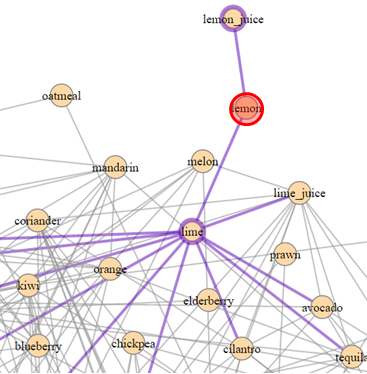 lemon_juice
lemon
oatmeal
mandarin
melon
lime_juice
coriander
lime
prawn
orange
kiwi
elderberry
avocado
blueberry
chickpea
cilantro
tequila